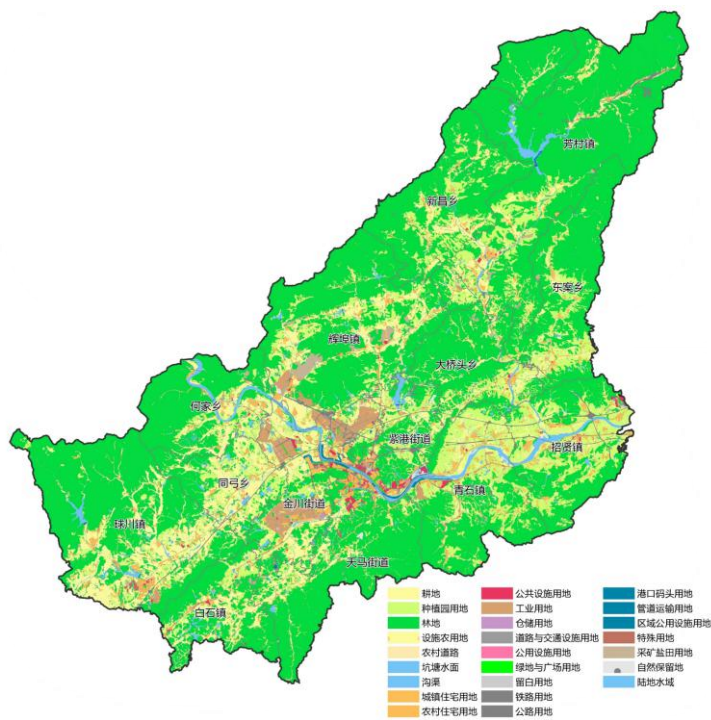 芳村镇
新昌乡
东案乡
辉埠镇
大桥头乡
何家乡
紫港街道
招贤镇
同弓乡
青石镇
金川街道
球川镇
天马街道
白石镇
耕地
种植园用地
林地
设施农用地
农村道路
坑塘水面
沟渠
城镇住宅用地
农村住宅用地
公共设施用地
工业用地
仓储用地
道路与交通设施用地
公用设施用地
绿地与广场用地
留白用地
铁路用地
公路用地
港口码头用地
管道运输用地
区域公用设施用地
特殊用地
采矿盐田用地
自然保留地
陆地水域